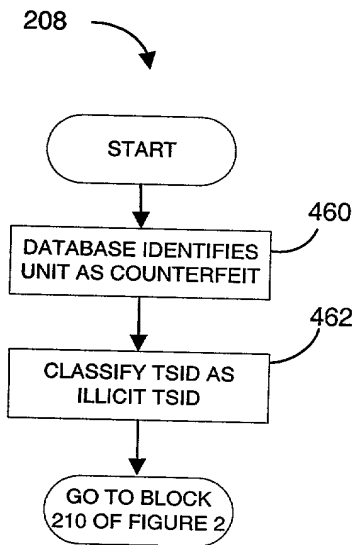 208
START
460
DATABASE IDENTIFIES
UNIT AS COUNTERFEIT
462
CLASSIFY TSID AS
ILLICIT TSID
GO TO BLOCK
210 OF FIGURE 2